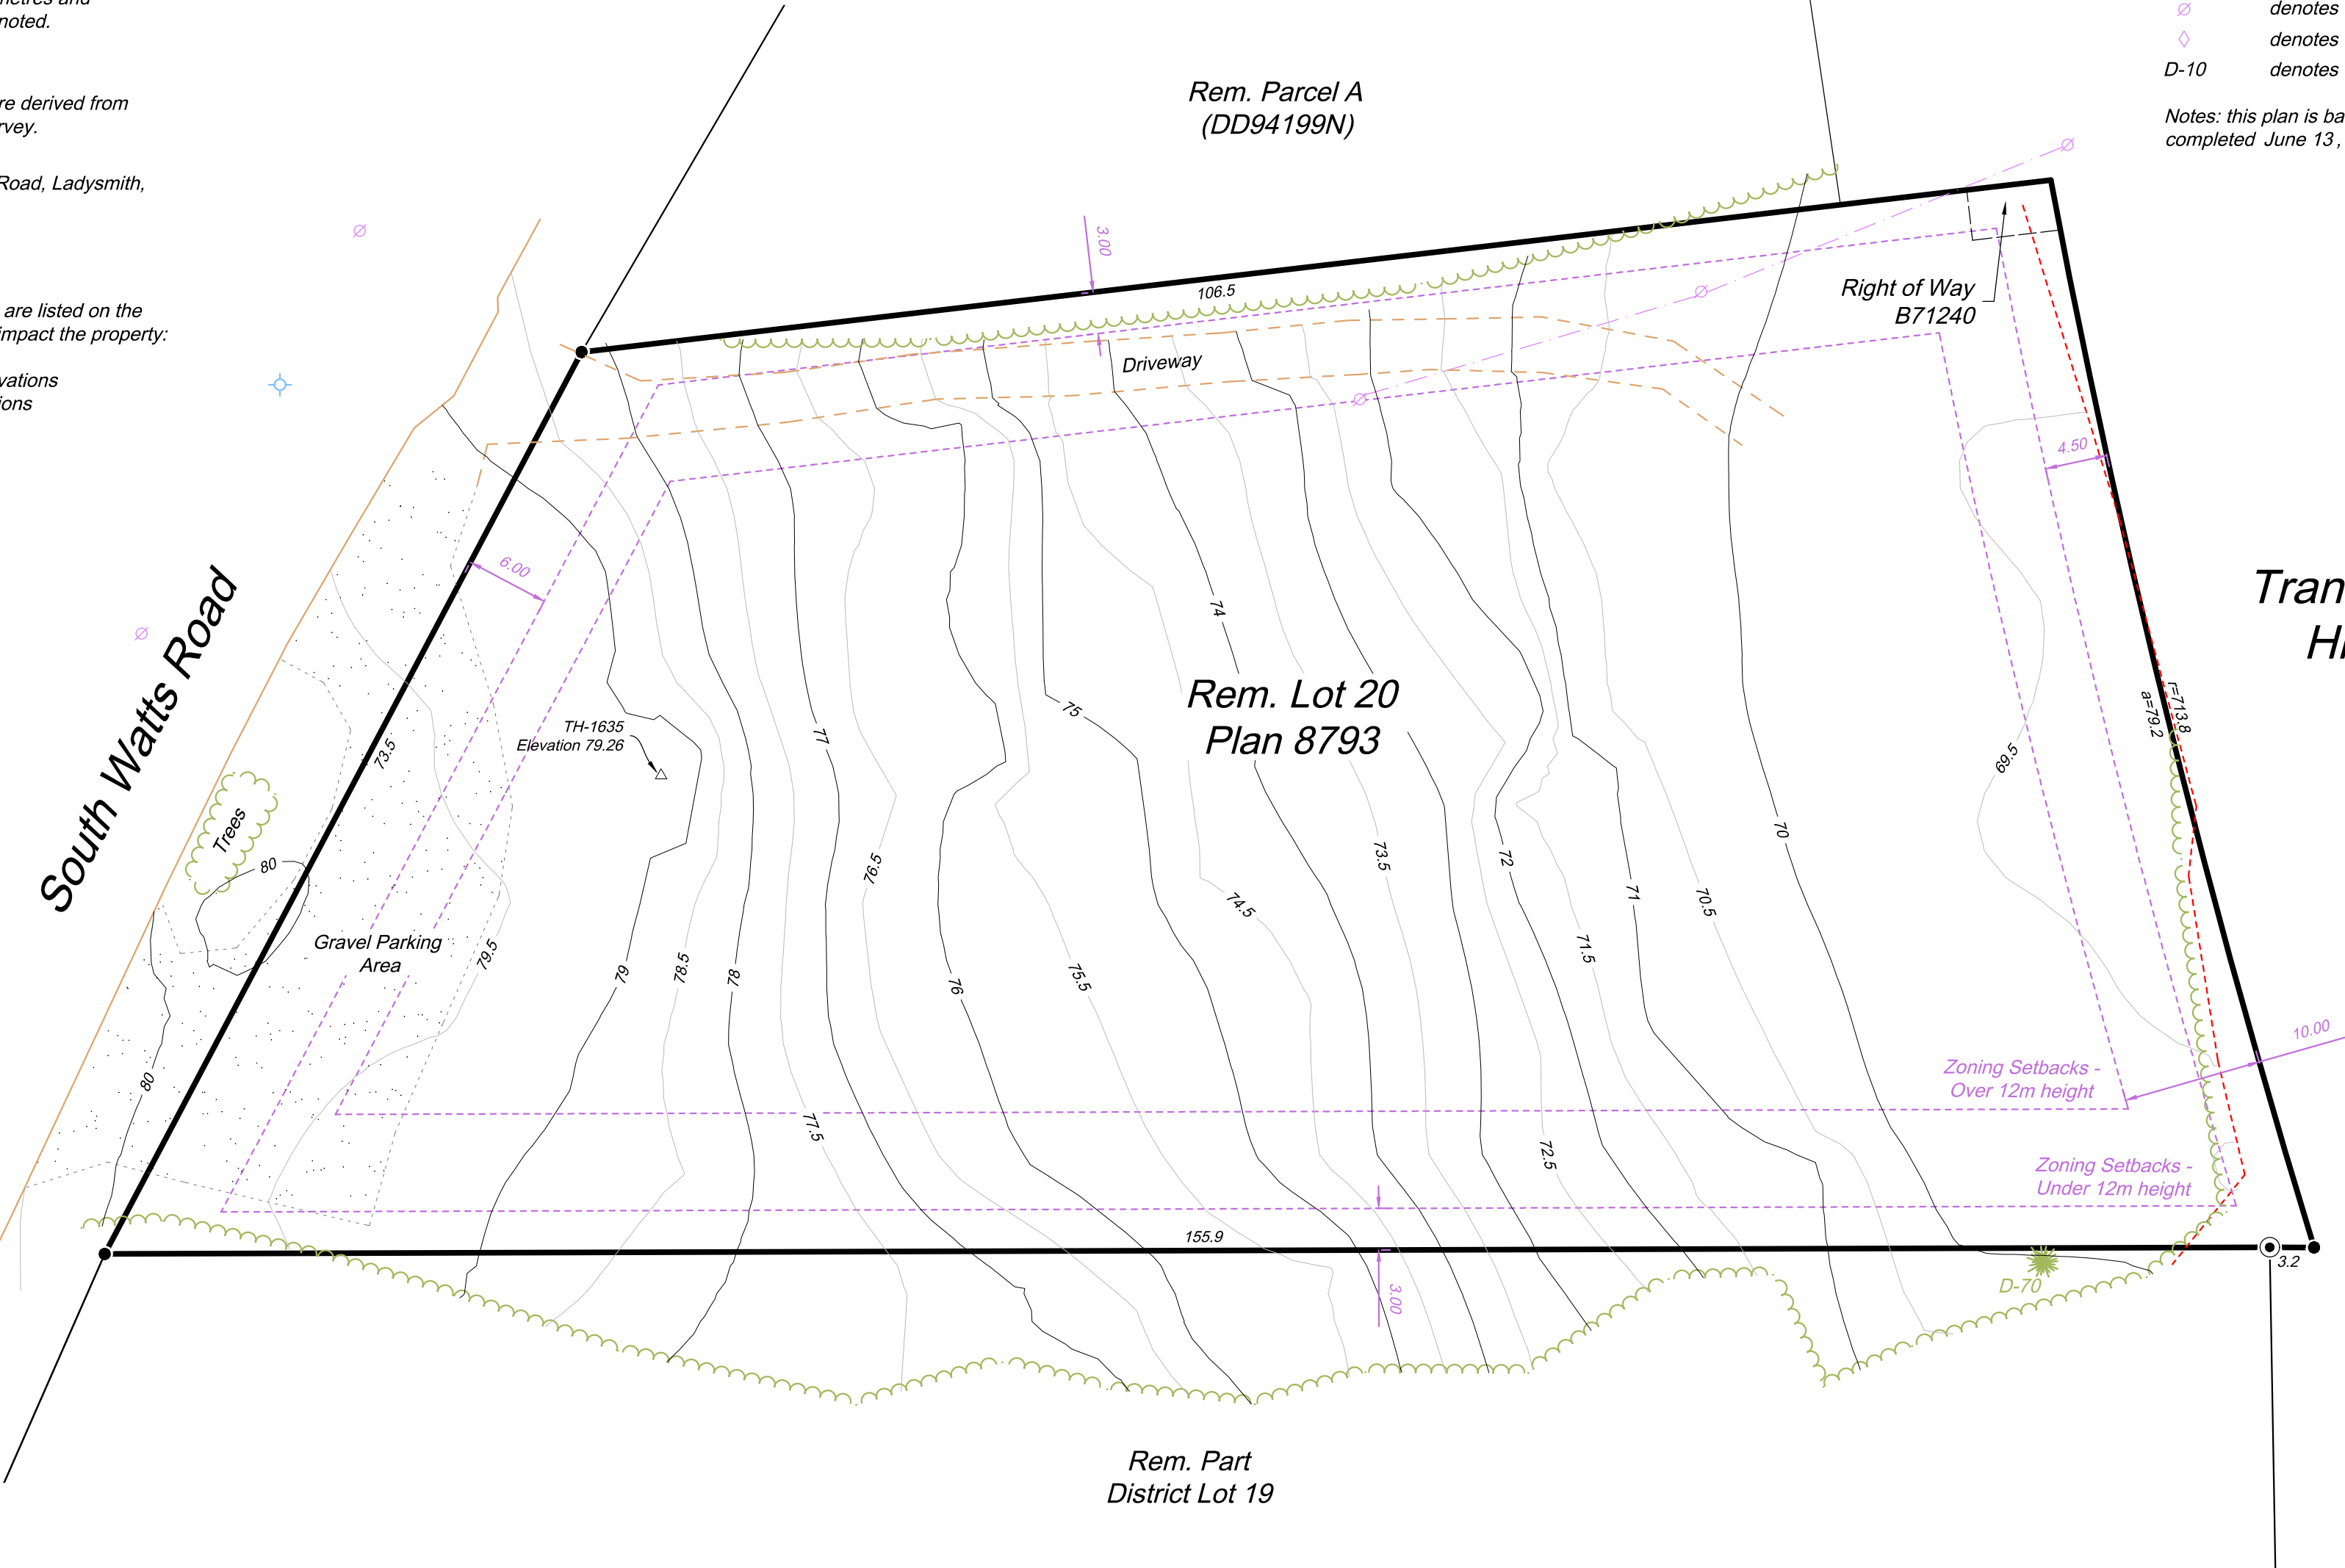 noted.
re derived from
rvey.
Road, Ladysmith,
are listed on the
impact the property:
vations
ions
denotes
denotes
D-10 denotes
Notes: this plan is ba
completed June 13 ,
Rem. Parcel A
(DD94199N)
3.00
106.5
Driveway
Right of Way
B71240
4.50
6.00
South Watts Road
73.5
TH-1635
Elevation 79.26
Trees
80
Gravel Parking
Area
79.5
80
79
78.5
78
77.5
77
76.5
76
75.5
75
74.5
74
73.5
72.5
72
71.5
71
70.5
70
69.5
Rem. Lot 20
Plan 8793
Tran
r=713.8
a=79.2
10.00
Zoning Setbacks -
Over 12m height
Zoning Setbacks -
Under 12m height
155.9
3.00
3.2
D-70
Rem. Part
District Lot 19